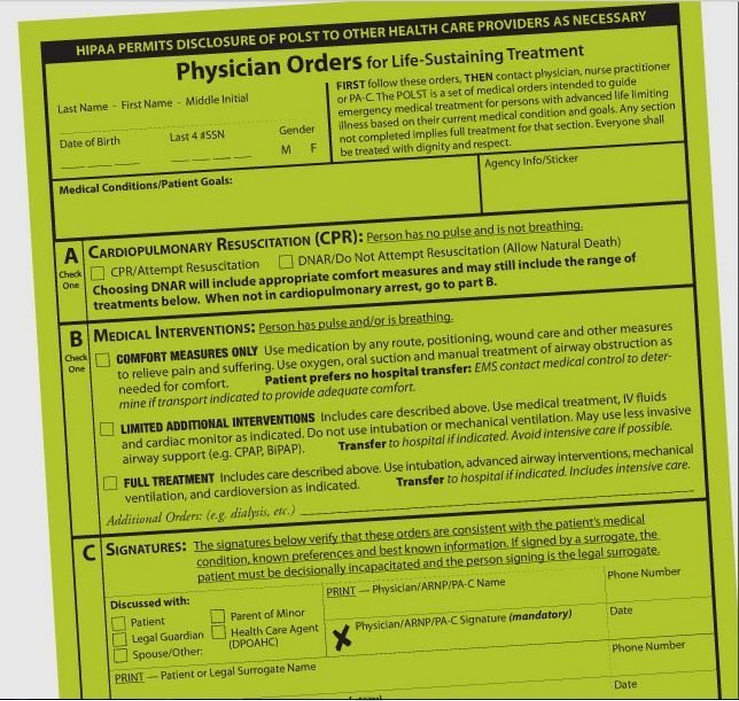 HIPAA PERMITS DISCLOSURE OF POLST TO OTHER HEALTH CARE PROVIDERS AS NECESSARY
Physician Orders for Life-Sustaining Treatment
Last Name - First Name - Middle Initial
Date of Birth Last 4 #SSN Gender
M F
FIRST follow these orders, THEN contact physician, nurse practitioner
or PA-C. The POLST is a set of medical orders intended to guide
emergency medical treatment for persons with advanced life limiting
illness based on their current medical condition and goals. Any section
not completed implies full treatment for that section. Everyone shall
be treated with dignity and respect.
Medical Conditions/Patient Goals:
Agency Info/Sticker
A
Check
One
CARDIOPULMONARY RESUSCITATION (CPR): Person has no pulse and is not breathing.
CPR/Attempt Resuscitation DNAR/Do Not Attempt Resuscitation (Allow Natural Death)
Choosing DNAR will include appropriate comfort measures and may still include the range of
treatments below. When not in cardiopulmonary arrest, go to part B.
B
Check
One
MEDICAL INTERVENTIONS: Person has pulse and/or is breathing.
COMFORT MEASURES ONLY Use medication by any route, positioning, wound care and other measures
to relieve pain and suffering. Use oxygen, oral suction and manual treatment of airway obstruction as
needed for comfort. Patient prefers no hospital transfer: EMS contact medical control to deter-
mine if transport indicated to provide adequate comfort.
LIMITED ADDITIONAL INTERVENTIONS Includes care described above. Use medical treatment, IV fluids
and cardiac monitor as indicated. Do not use intubation or mechanical ventilation. May use less invasive
airway support (e.g. CPAP, BiPAP). Transfer to hospital if indicated. Avoid intensive care if possible.
FULL TREATMENT Includes care described above. Use intubation, advanced airway interventions, mechanical
ventilation, and cardioversion as indicated. Transfer to hospital if indicated. Includes intensive care.
Additional Orders: (e.g. dialysis, etc.)
C
SIGNATURES: The signatures below verify that these orders are consistent with the patient's medical
condition, known preferences and best known information. If signed by a surrogate, the
patient must be decisionally incapacitated and the person signing is the legal surrogate.
Discussed with:
Patient Parent of Minor
Legal Guardian Health Care Agent
(DPOAHC)
Spouse/Other:
PRINT — Physician/ARNP/PA-C Name
Phone Number
X Physician/ARNP/PA-C Signature (mandatory)
Date
PRINT — Patient or Legal Surrogate Name
Phone Number
Date